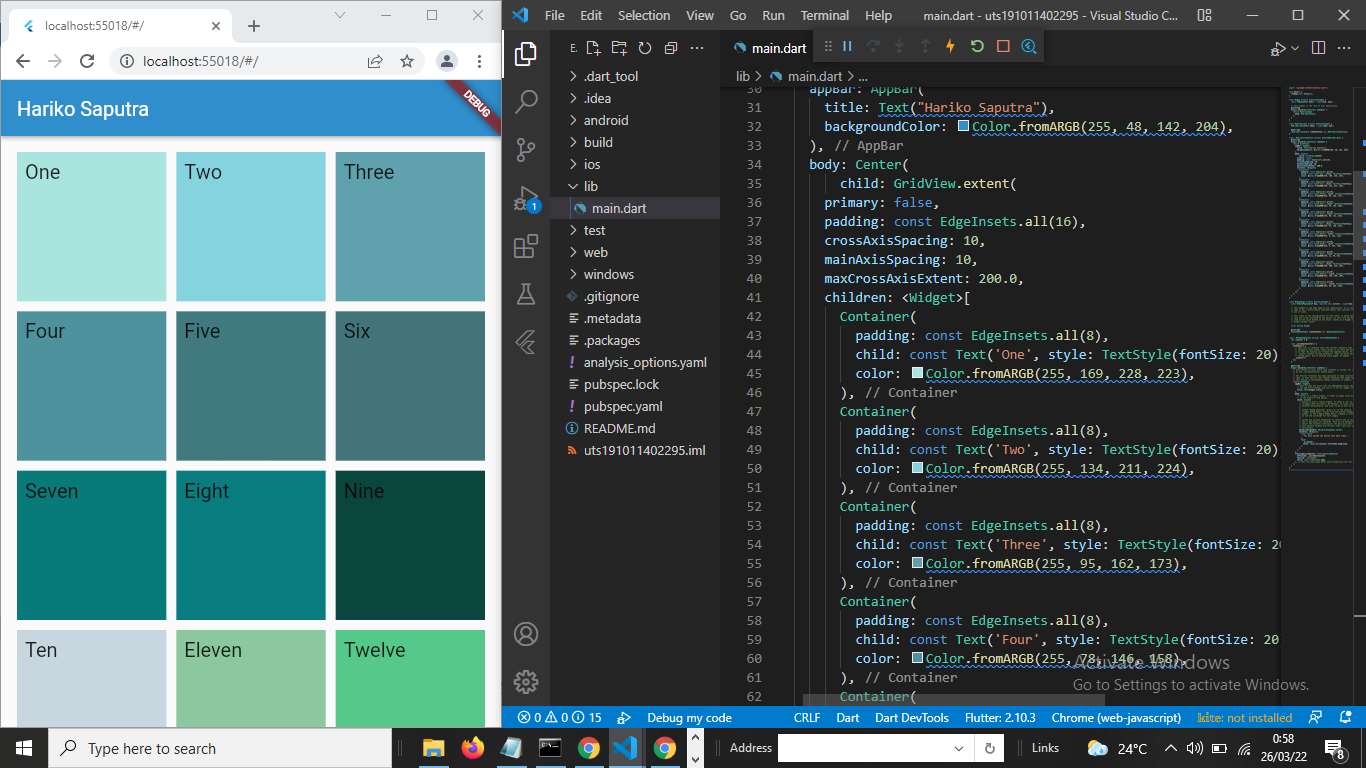 localhost:55018/#/
localhost:55018/#/
Hariko Saputra
DEBUG
One
Two
Three
Four
Five
Six
Seven
Eight
Nine
Ten
Eleven
Twelve
File Edit Selection View Go Run Terminal Help
main.dart - uts191011402295 - Visual Studio C...
E.
.dart_tool
.idea
android
build
ios
lib
main.dart
test
web
windows
.gitignore
.metadata
.packages
analysis_options.yaml
pubspec.lock
pubspec.yaml
README.md
uts191011402295.iml
1
main.dart
lib > main.dart > ...
30 appBar: AppBar(
31 title: Text("Hariko Saputra"),
32 backgroundColor: Color.fromARGB(255, 48, 142, 204),
33 ), // AppBar
34 body: Center(
35 child: GridView.extent(
36 primary: false,
37 padding: const EdgeInsets.all(16),
38 crossAxisSpacing: 10,
39 mainAxisSpacing: 10,
40 maxCrossAxisExtent: 200.0,
41 children: <Widget>[
42 Container(
43 padding: const EdgeInsets.all(8),
44 child: const Text('One', style: TextStyle(fontSize: 20)
45 color: Color.fromARGB(255, 169, 228, 223),
46 ), // Container
47 Container(
48 padding: const EdgeInsets.all(8),
49 child: const Text('Two', style: TextStyle(fontSize: 20)
50 color: Color.fromARGB(255, 134, 211, 224),
51 ), // Container
52 Container(
53 padding: const EdgeInsets.all(8),
54 child: const Text('Three', style: TextStyle(fontSize: 20
55 color: Color.fromARGB(255, 95, 162, 173),
56 ), // Container
57 Container(
58 padding: const EdgeInsets.all(8),
59 child: const Text('Four', style: TextStyle(fontSize: 20
60 color: Color.fromARGB(255, 78, 146, 158),
61 ), // Container
62 Container(
Activate Windows
Go to Settings to activate Windows.
0 0 15 Debug my code
CRLF Dart Dart DevTools Flutter: 2.10.3 Chrome (web-javascript) kite: not installed
Type here to search
Address
Links
24°C
0:58
26/03/22
8